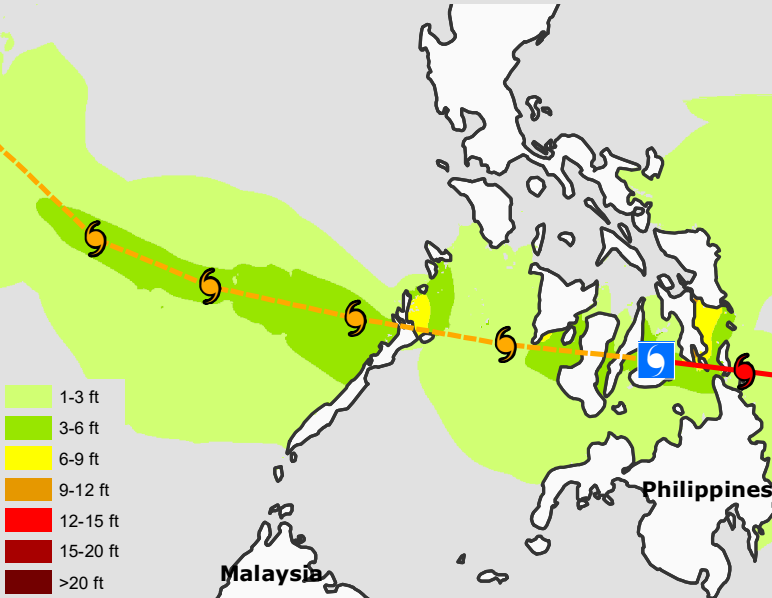 1-3 ft
3-6 ft
6-9 ft
9-12 ft
12-15 ft
15-20 ft
>20 ft
Philippines
Malaysia